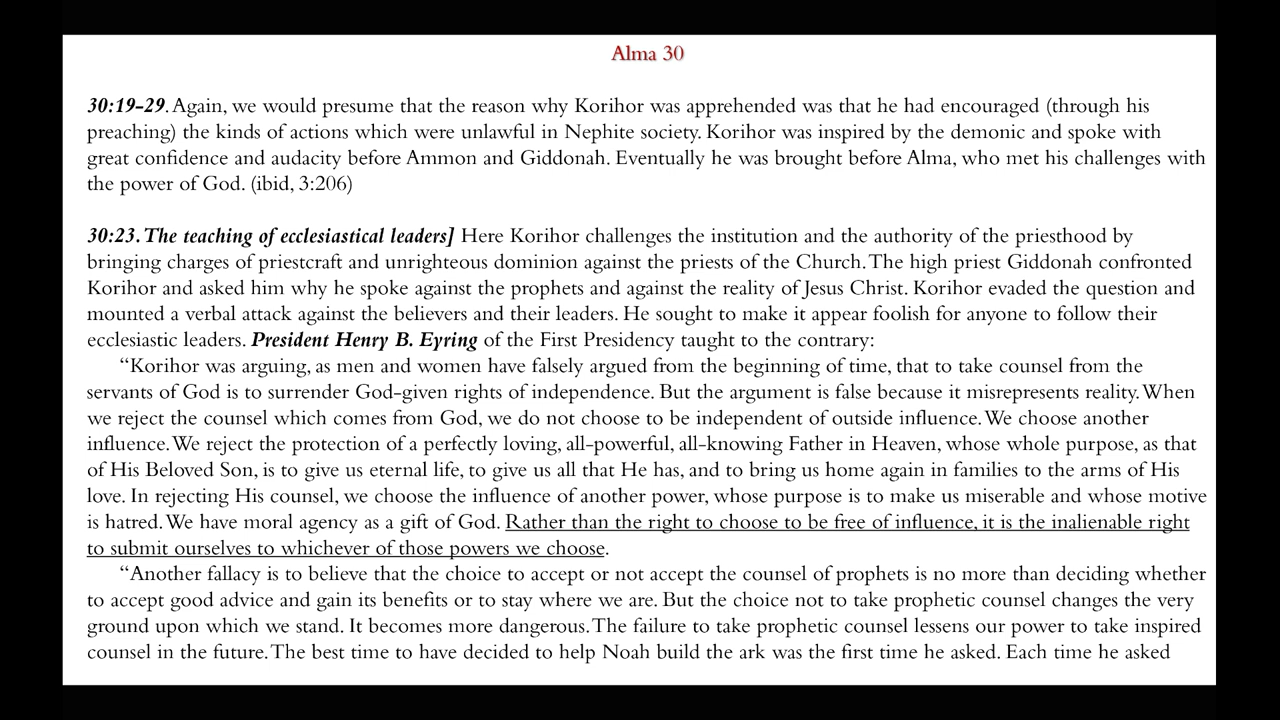 Alma 30
30:19-29. Again, we would presume that the reason why Korihor was apprehended was that he had encouraged (through his
preaching) the kinds of actions which were unlawful in Nephite society. Korihor was inspired by the demonic and spoke with
great confidence and audacity before Ammon and Giddonah. Eventually he was brought before Alma, who met his challenges with
the power of God. (ibid, 3:206)
30:23. The teaching of ecclesiastical leaders] Here Korihor challenges the institution and the authority of the priesthood by
bringing charges of priestcraft and unrighteous dominion against the priests of the Church. The high priest Giddonah confronted
Korihor and asked him why he spoke against the prophets and against the reality of Jesus Christ. Korihor evaded the question and
mounted a verbal attack against the believers and their leaders. He sought to make it appear foolish for anyone to follow their
ecclesiastic leaders. President Henry B. Eyring of the First Presidency taught to the contrary:
“Korihor was arguing, as men and women have falsely argued from the beginning of time, that to take counsel from the
servants of God is to surrender God-given rights of independence. But the argument is false because it misrepresents reality. When
we reject the counsel which comes from God, we do not choose to be independent of outside influence. We choose another
influence. We reject the protection of a perfectly loving, all-powerful, all-knowing Father in Heaven, whose whole purpose, as that
of His Beloved Son, is to give us eternal life, to give us all that He has, and to bring us home again in families to the arms of His
love. In rejecting His counsel, we choose the influence of another power, whose purpose is to make us miserable and whose motive
is hatred. We have moral agency as a gift of God. Rather than the right to choose to be free of influence, it is the inalienable right
to submit ourselves to whichever of those powers we choose.
“Another fallacy is to believe that the choice to accept or not accept the counsel of prophets is no more than deciding whether
to accept good advice and gain its benefits or to stay where we are. But the choice not to take prophetic counsel changes the very
ground upon which we stand. It becomes more dangerous. The failure to take prophetic counsel lessens our power to take inspired
counsel in the future. The best time to have decided to help Noah build the ark was the first time he asked. Each time he asked